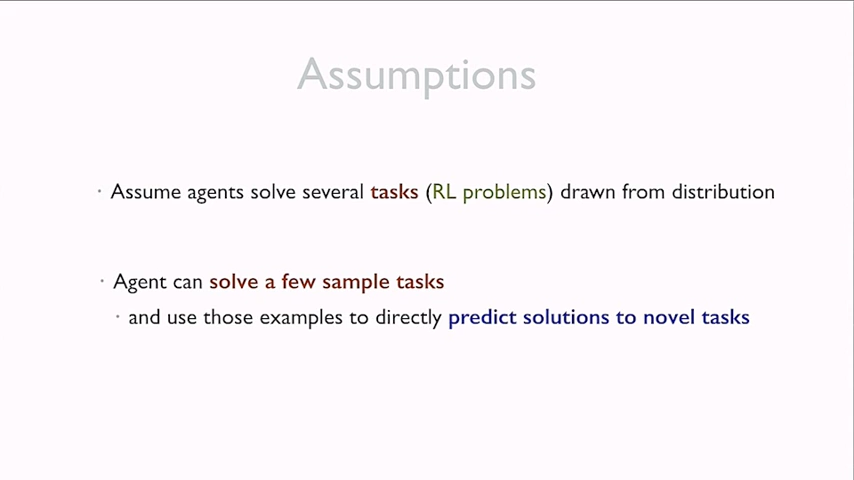 Assumptions
· Assume agents solve several tasks (RL problems) drawn from distribution
· Agent can solve a few sample tasks
· and use those examples to directly predict solutions to novel tasks